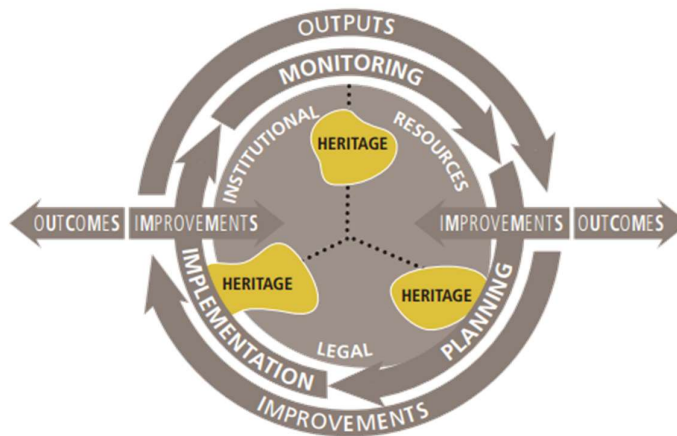 OUTPUTS
MONITORING
INSTITUTIONAL
RESOURCES
HERITAGE
OUTCOMES
IMPROVEMENTS
IMPROVEMENTS
OUTCOMES
HERITAGE
HERITAGE
IMPLEMENTATION
PLANNING
LEGAL
IMPROVEMENTS